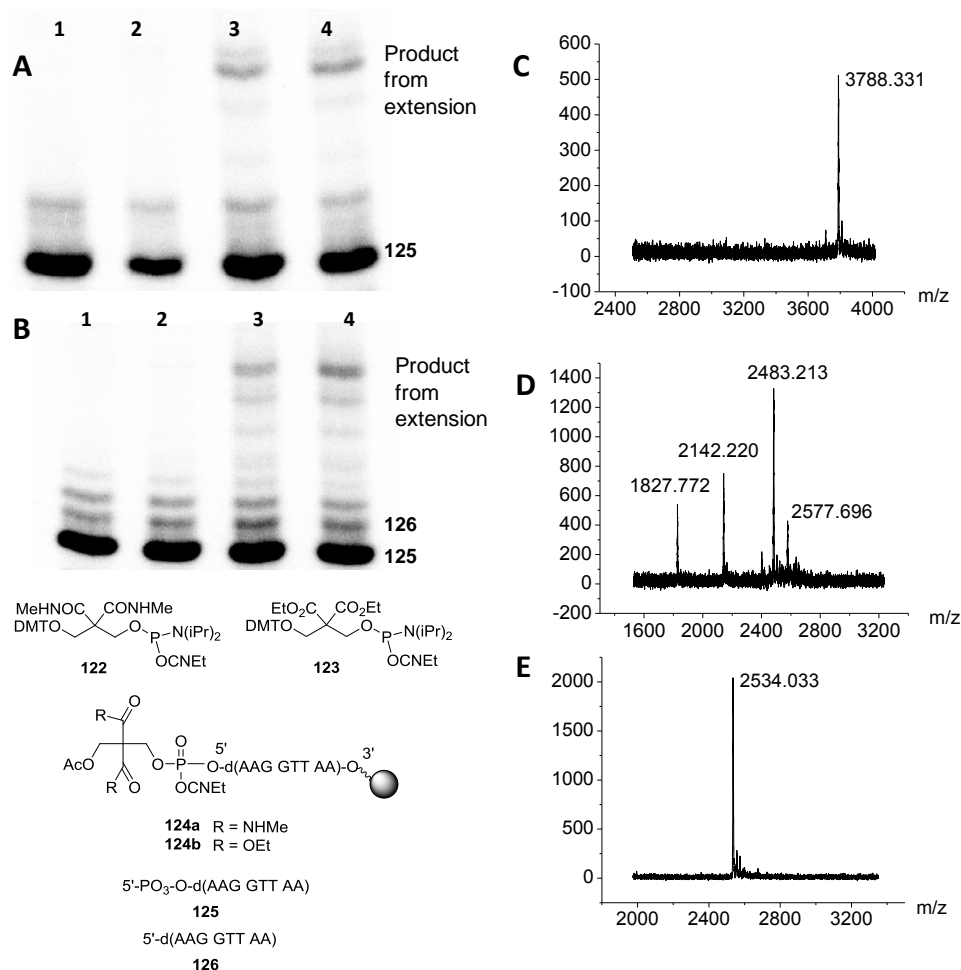 A
1 2 3 4
Product
from
extension
125
B
1 2 3 4
Product
from
extension
126
125
MeHN
O
O
CONHMe
DMTO
O
P
N(iPr)2
OCNEt
122
EtO2C
CO2Et
DMTO
O
P
N(iPr)2
OCNEt
123
R
O
AcO
O
P
O
OCNEt
5'
O-d(AAG GTT AA)-O
3'
R
O
124a R = NHMe
124b R = OEt
5'-PO3-O-d(AAG GTT AA)
125
5'-d(AAG GTT AA)
126
C
600
500
400
300
200
100
0
-100
3788.331
2400 2800 3200 3600 4000
m/z
D
1400
1200
1000
800
600
400
200
0
-200
2483.213
2142.220
1827.772
2577.696
1600 2000 2400 2800 3200
m/z
E
2000
1500
1000
500
0
2534.033
2000 2400 2800 3200
m/z